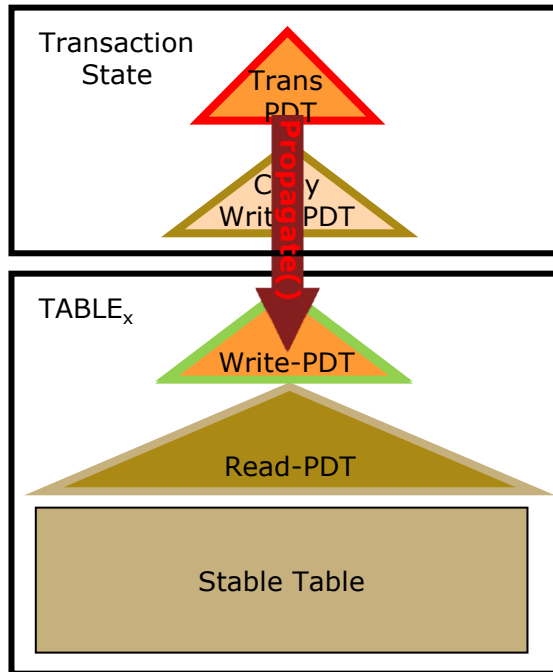 Transaction
State
Trans
PDT
Propagate()
Write-PDT
TABLEx
Write-PDT
Read-PDT
Stable Table